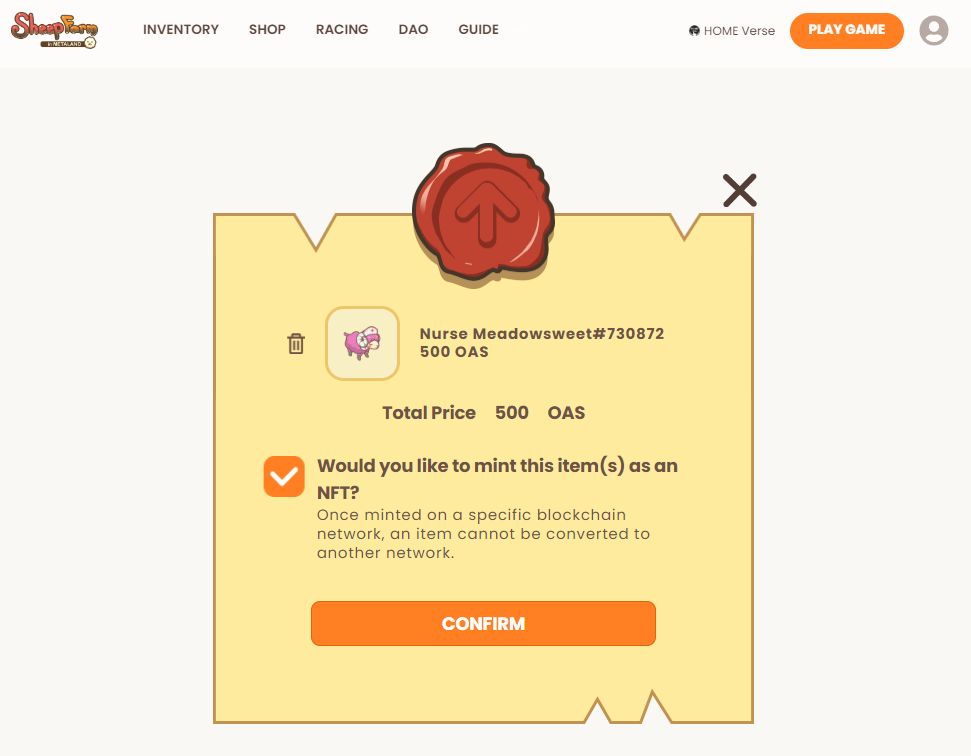 Sheep Farm
in METALAND
INVENTORY SHOP RACING DAO GUIDE
HOME Verse
PLAY GAME
Nurse Meadowsweet#730872
500 OAS
Total Price 500 OAS
Would you like to mint this item(s) as an
NFT?
Once minted on a specific blockchain
network, an item cannot be converted to
another network.
CONFIRM